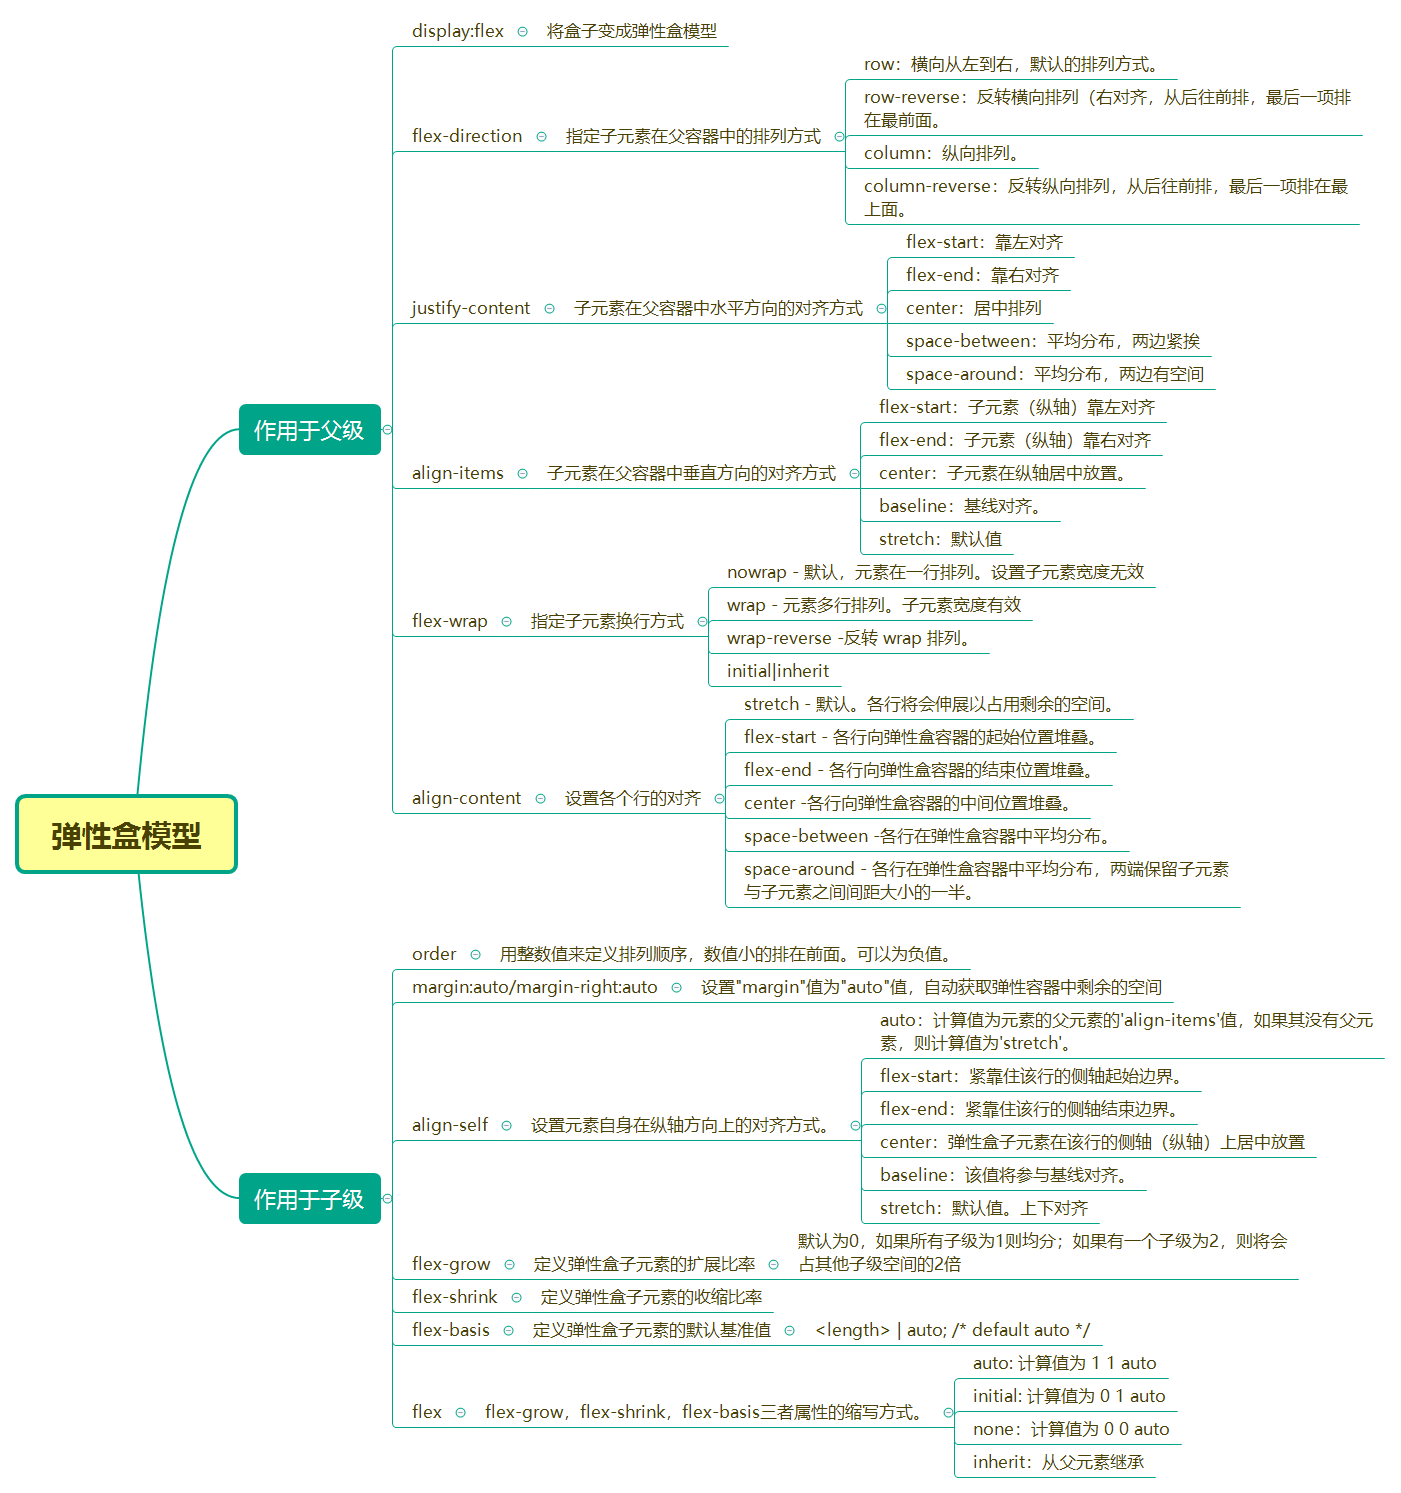 弹性盒模型
作用于父级
display:flex
将盒子变成弹性盒模型
flex-direction
指定子元素在父容器中的排列方式
row：横向从左到右，默认的排列方式。
row-reverse：反转横向排列（右对齐，从后往前排，最后一项排
在最前面。
column：纵向排列。
column-reverse：反转纵向排列，从后往前排，最后一项排在最
上面。
justify-content
子元素在父容器中水平方向的对齐方式
flex-start：靠左对齐
flex-end：靠右对齐
center：居中排列
space-between：平均分布，两边紧挨
space-around：平均分布，两边有空间
align-items
子元素在父容器中垂直方向的对齐方式
flex-start：子元素（纵轴）靠左对齐
flex-end：子元素（纵轴）靠右对齐
center：子元素在纵轴居中放置。
baseline：基线对齐。
stretch：默认值
flex-wrap
指定子元素换行方式
nowrap - 默认，元素在一行排列。设置子元素宽度无效
wrap - 元素多行排列。子元素宽度有效
wrap-reverse -反转 wrap 排列。
initial|inherit
align-content
设置各个行的对齐
stretch - 默认。各行将会伸展以占用剩余的空间。
flex-start - 各行向弹性盒容器的起始位置堆叠。
flex-end - 各行向弹性盒容器的结束位置堆叠。
center -各行向弹性盒容器的中间位置堆叠。
space-between -各行在弹性盒容器中平均分布。
space-around - 各行在弹性盒容器中平均分布，两端保留子元素
与子元素之间间距大小的一半。
作用于子级
order
用整数值来定义排列顺序，数值小的排在前面。可以为负值。
margin:auto/margin-right:auto
设置"margin"值为"auto"值，自动获取弹性容器中剩余的空间
align-self
设置元素自身在纵轴方向上的对齐方式。
auto：计算值为元素的父元素的'align-items'值，如果其没有父元
素，则计算值为'stretch'。
flex-start：紧靠住该行的侧轴起始边界。
flex-end：紧靠住该行的侧轴结束边界。
center：弹性盒子元素在该行的侧轴（纵轴）上居中放置
baseline：该值将参与基线对齐。
stretch：默认值。上下对齐
flex-grow
定义弹性盒子元素的扩展比率
默认为0，如果所有子级为1则均分；如果有一个子级为2，则将会
占其他子级空间的2倍
flex-shrink
定义弹性盒子元素的收缩比率
flex-basis
定义弹性盒子元素的默认基准值
<length> | auto; /* default auto */
flex
flex-grow，flex-shrink，flex-basis三者属性的缩写方式。
auto: 计算值为 1 1 auto
initial: 计算值为 0 1 auto
none：计算值为 0 0 auto
inherit：从父元素继承